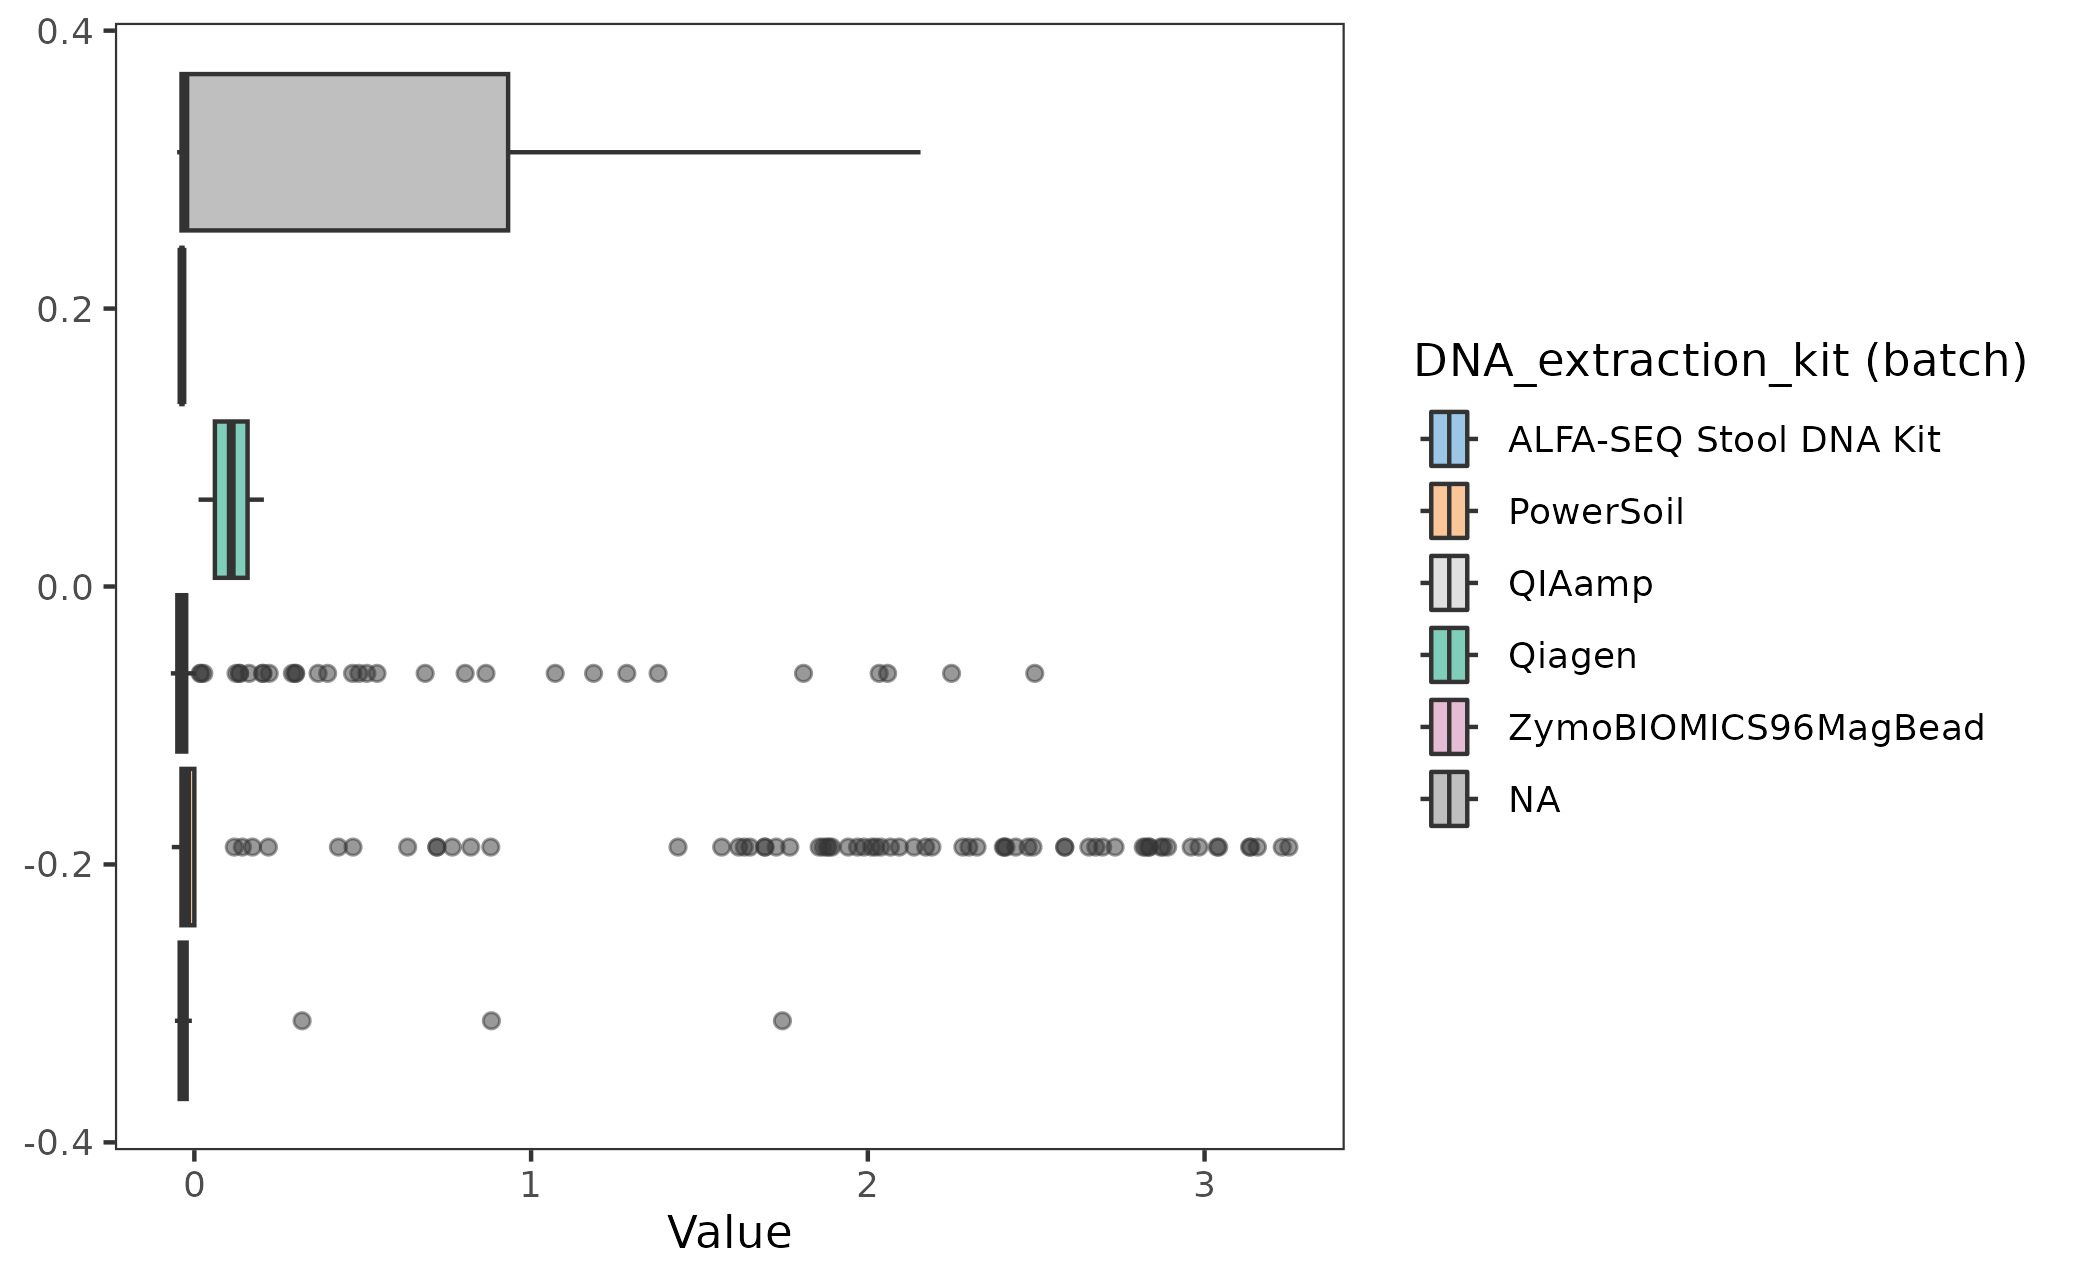 0.4
0.2
0.0
-0.2
-0.4
0
1
2
3
Value
DNA_extraction_kit (batch)
ALFA-SEQ Stool DNA Kit
PowerSoil
QIAamp
Qiagen
ZymoBIOMICS96MagBead
NA